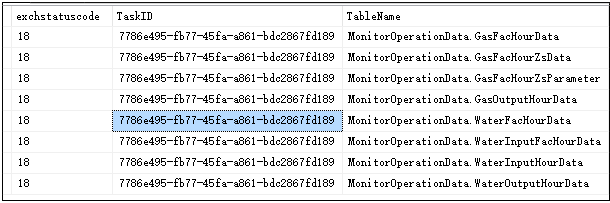 exchstatuscode TaskID TableName
18 7786e495-fb77-45fa-a861-bdc2867fd189 MonitorOperationData.GasFacHourData
18 7786e495-fb77-45fa-a861-bdc2867fd189 MonitorOperationData.GasFacHourZsData
18 7786e495-fb77-45fa-a861-bdc2867fd189 MonitorOperationData.GasFacHourZsParameter
18 7786e495-fb77-45fa-a861-bdc2867fd189 MonitorOperationData.GasOutputHourData
18 7786e495-fb77-45fa-a861-bdc2867fd189 MonitorOperationData.WaterFacHourData
18 7786e495-fb77-45fa-a861-bdc2867fd189 MonitorOperationData.WaterInputFacHourData
18 7786e495-fb77-45fa-a861-bdc2867fd189 MonitorOperationData.WaterInputHourData
18 7786e495-fb77-45fa-a861-bdc2867fd189 MonitorOperationData.WaterOutputHourData